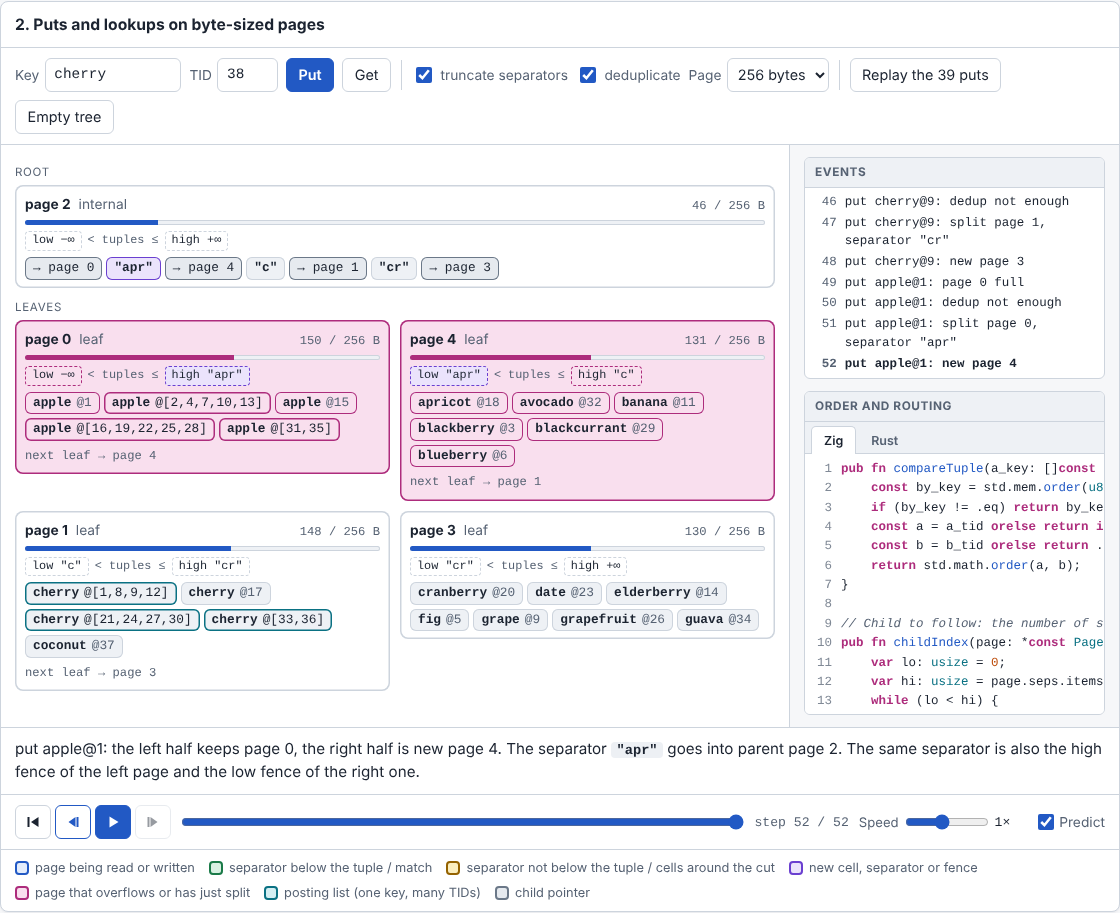 2. Puts and lookups on byte-sized pages
Key cherry TID 38 Put Get truncate separators deduplicate Page 256 bytes Replay the 39 puts
Empty tree
ROOT
page 2 internal 46 / 256 B
low −∞ < tuples ≤ high +∞
→ page 0 "apr" → page 4 "c" → page 1 "cr" → page 3
LEAVES
page 0 leaf 150 / 256 B
low −∞ < tuples ≤ high "apr"
apple @1 apple @[2,4,7,10,13] apple @15
apple @[16,19,22,25,28] apple @[31,35]
next leaf → page 4
page 4 leaf 131 / 256 B
low "apr" < tuples ≤ high "c"
apricot @18 avocado @32 banana @11
blackberry @3 blackcurrant @29
blueberry @6
next leaf → page 1
page 1 leaf 148 / 256 B
low "c" < tuples ≤ high "cr"
cherry @[1,8,9,12] cherry @17
cherry @[21,24,27,30] cherry @[33,36]
coconut @37
next leaf → page 3
page 3 leaf 130 / 256 B
low "cr" < tuples ≤ high +∞
cranberry @20 date @23 elderberry @14
fig @5 grape @9 grapefruit @26 guava @34
EVENTS
46 put cherry@9: dedup not enough
47 put cherry@9: split page 1,
separator "cr"
48 put cherry@9: new page 3
49 put apple@1: page 0 full
50 put apple@1: dedup not enough
51 put apple@1: split page 0,
separator "apr"
52 put apple@1: new page 4
ORDER AND ROUTING
Zig Rust
1 pub fn compareTuple(a_key: []const
2 const by_key = std.mem.order(u8
3 if (by_key != .eq) return by_ke
4 const a = a_tid orelse return i
5 const b = b_tid orelse return .
6 return std.math.order(a, b);
7 }
8
9 // Child to follow: the number of s
10 pub fn childIndex(page: *const Page
11 var lo: usize = 0;
12 var hi: usize = page.seps.items
13 while (lo < hi) {
put apple@1: the left half keeps page 0, the right half is new page 4. The separator "apr" goes into parent page 2. The same separator is also the high
fence of the left page and the low fence of the right one.
step 52 / 52 Speed 1× Predict
page being read or written separator below the tuple / match separator not below the tuple / cells around the cut new cell, separator or fence
page that overflows or has just split posting list (one key, many TIDs) child pointer